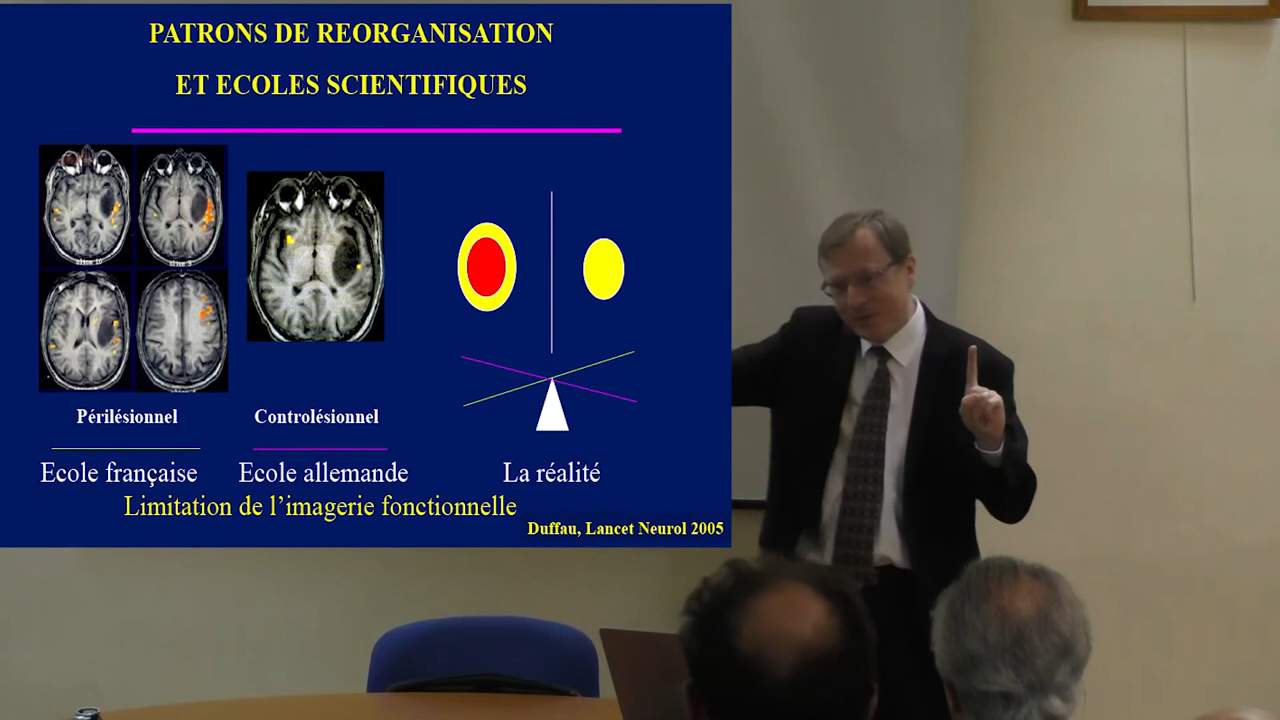 PATRONS DE REORGANISATION
ET ECOLES SCIENTIFIQUES
Périlésionnel
Controlésionnel
Ecole française
Ecole allemande
La réalité
Limitation de l'imagerie fonctionnelle
Duffau, Lancet Neurol 2005